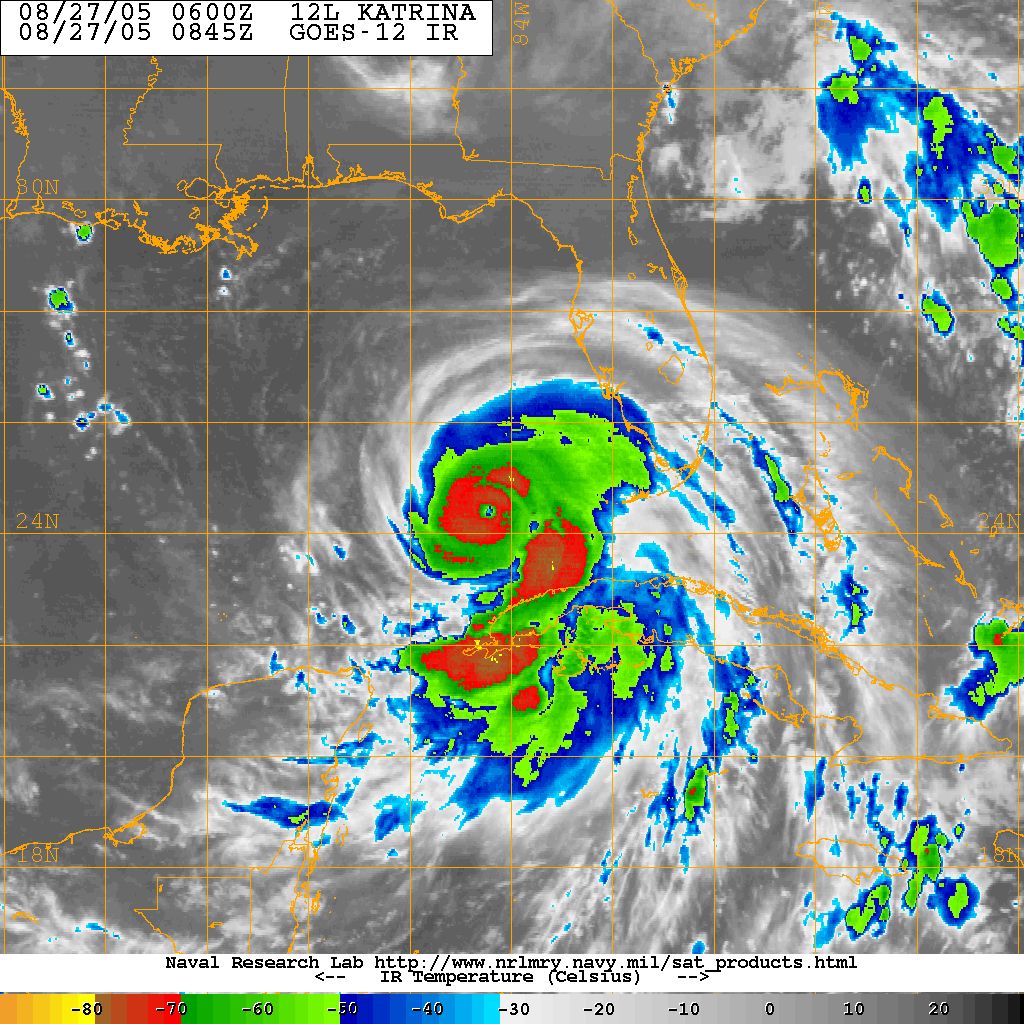 08/27/05 0600Z 12L KATRINA
08/27/05 0845Z GOES-12 IR
84W
30N
24N 24N
18N 18N
Naval Research Lab http://www.nrlmry.navy.mil/sat_products.html
<-- IR Temperature (Celsius) -->
-80 -70 -60 -50 -40 -30 -20 -10 0 10 20